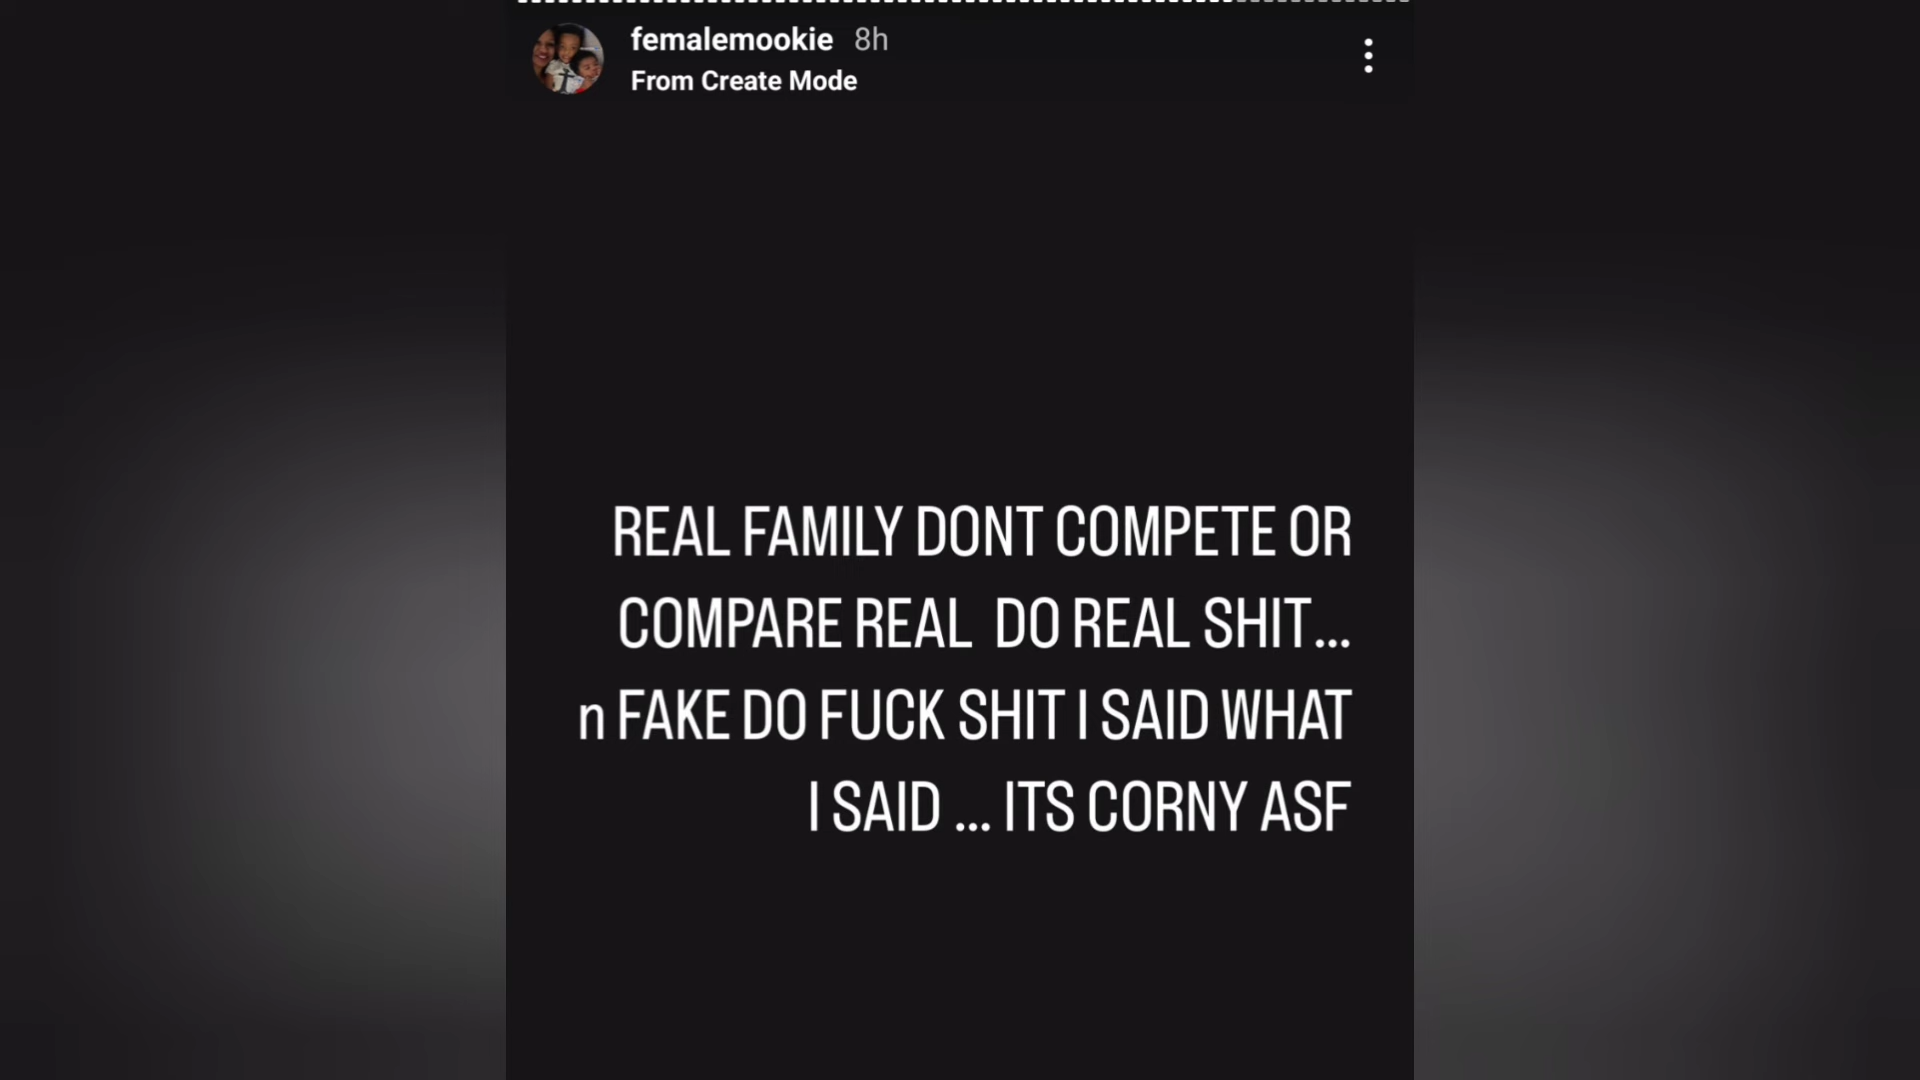 femalemookie 8h
From Create Mode
REAL FAMILY DONT COMPETE OR
COMPARE REAL DO REAL SHIT...
n FAKE DO FUCK SHIT I SAID WHAT
I SAID ... ITS CORNY ASF